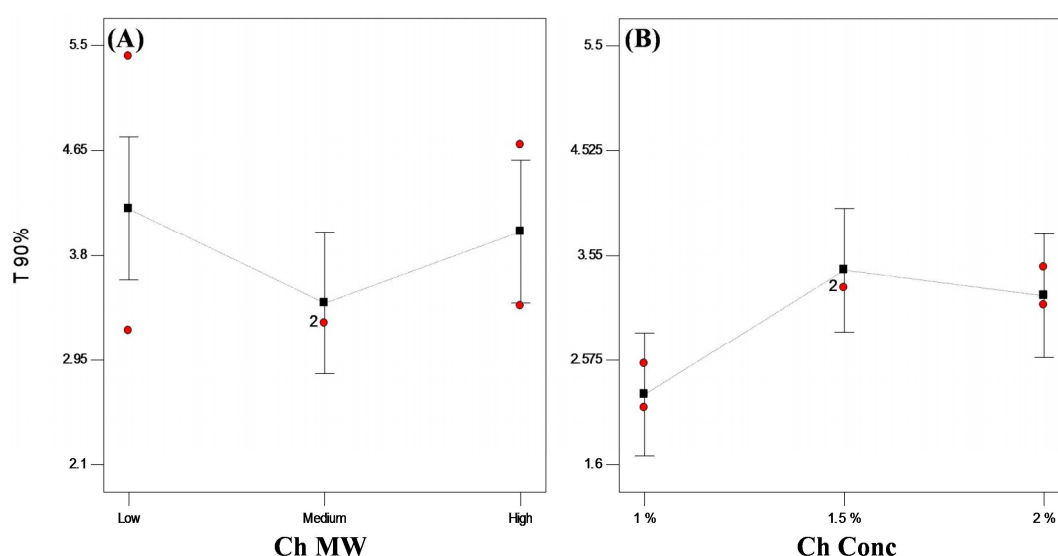 (A)
5.5
4.65
3.8
2.95
2.1
T 90%
2
Low Medium High
Ch MW
(B)
5.5
4.525
3.55
2.575
1.6
2
1 % 1.5 % 2 %
Ch Conc